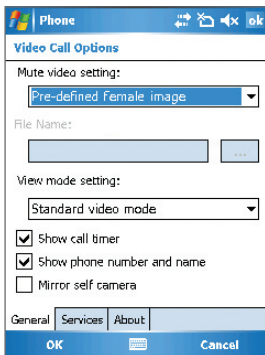 Phone ok
Video Call Options
Mute video setting:
Pre-defined female image
File Name:
...
View mode setting:
Standard video mode
Show call timer
Show phone number and name
Mirror self camera
General Services About
OK Cancel